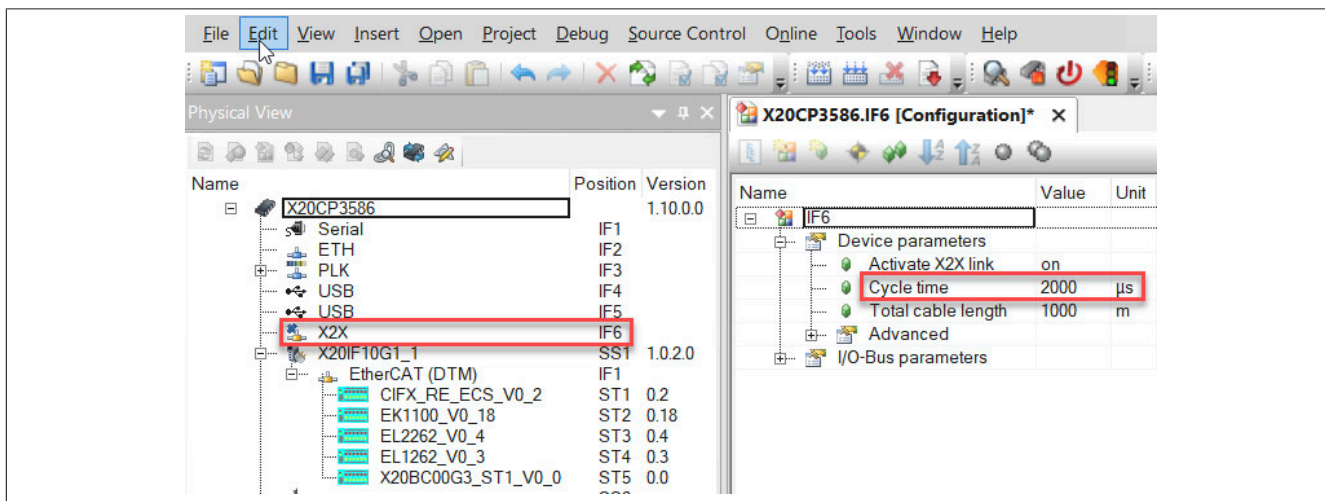 File Edit View Insert Open Project Debug Source Control Online Tools Window Help
Physical View
Name Position Version
X20CP3586 1.10.0.0
Serial IF1
ETH IF2
PLK IF3
USB IF4
USB IF5
X2X IF6
X20IF10G1_1 SS1 1.0.2.0
EtherCAT (DTM) IF1
CIFX_RE_ECS_V0_2 ST1 0.2
EK1100_V0_18 ST2 0.18
EL2262_V0_4 ST3 0.4
EL1262_V0_3 ST4 0.3
X20BC00G3_ST1_V0_0 ST5 0.0
X20CP3586.IF6 [Configuration]*
Name Value Unit
IF6
Device parameters
Activate X2X link on
Cycle time 2000 µs
Total cable length 1000 m
Advanced
I/O-Bus parameters